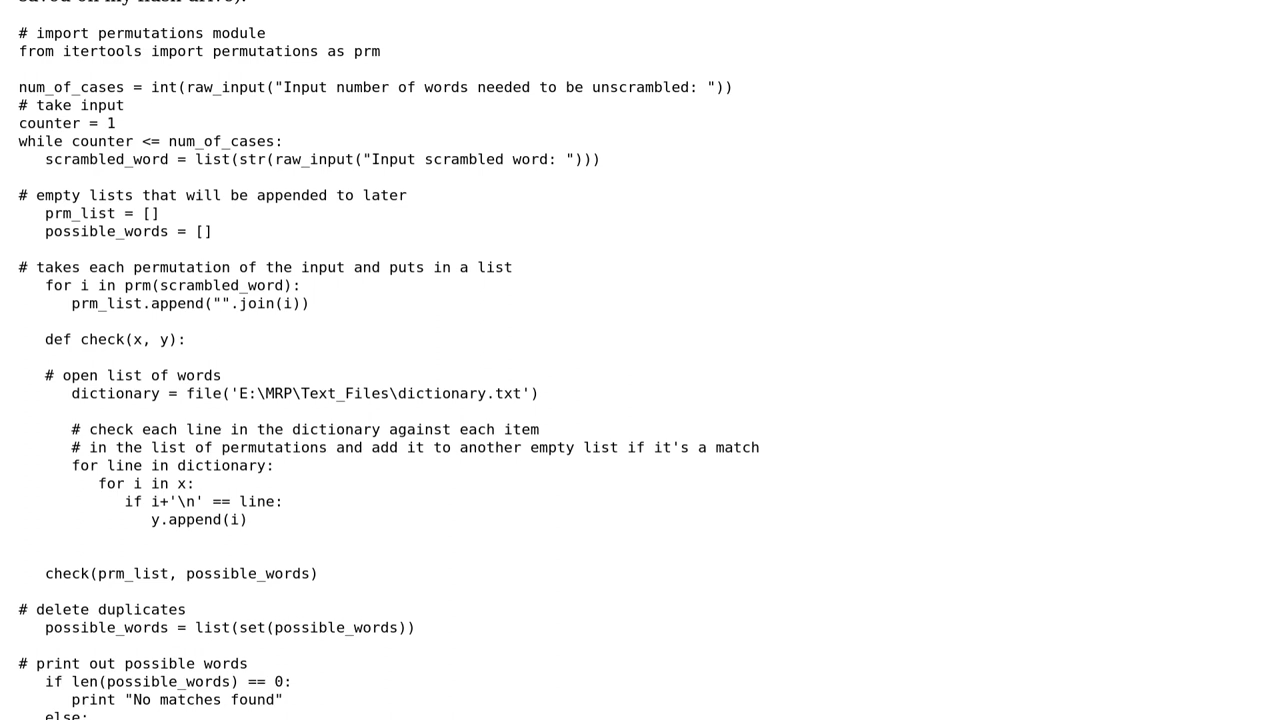 saved on my flash drive).
# import permutations module
from itertools import permutations as prm
num_of_cases = int(raw_input("Input number of words needed to be unscrambled: "))
# take input
counter = 1
while counter <= num_of_cases:
   scrambled_word = list(str(raw_input("Input scrambled word: ")))
# empty lists that will be appended to later
   prm_list = []
   possible_words = []
# takes each permutation of the input and puts in a list
   for i in prm(scrambled_word):
      prm_list.append("".join(i))
   def check(x, y):
   # open list of words
      dictionary = file('E:\MRP\Text_Files\dictionary.txt')
      # check each line in the dictionary against each item
      # in the list of permutations and add it to another empty list if it's a match
      for line in dictionary:
         for i in x:
            if i+'\n' == line:
               y.append(i)
   check(prm_list, possible_words)
# delete duplicates
   possible_words = list(set(possible_words))
# print out possible words
   if len(possible_words) == 0:
      print "No matches found"
   else: